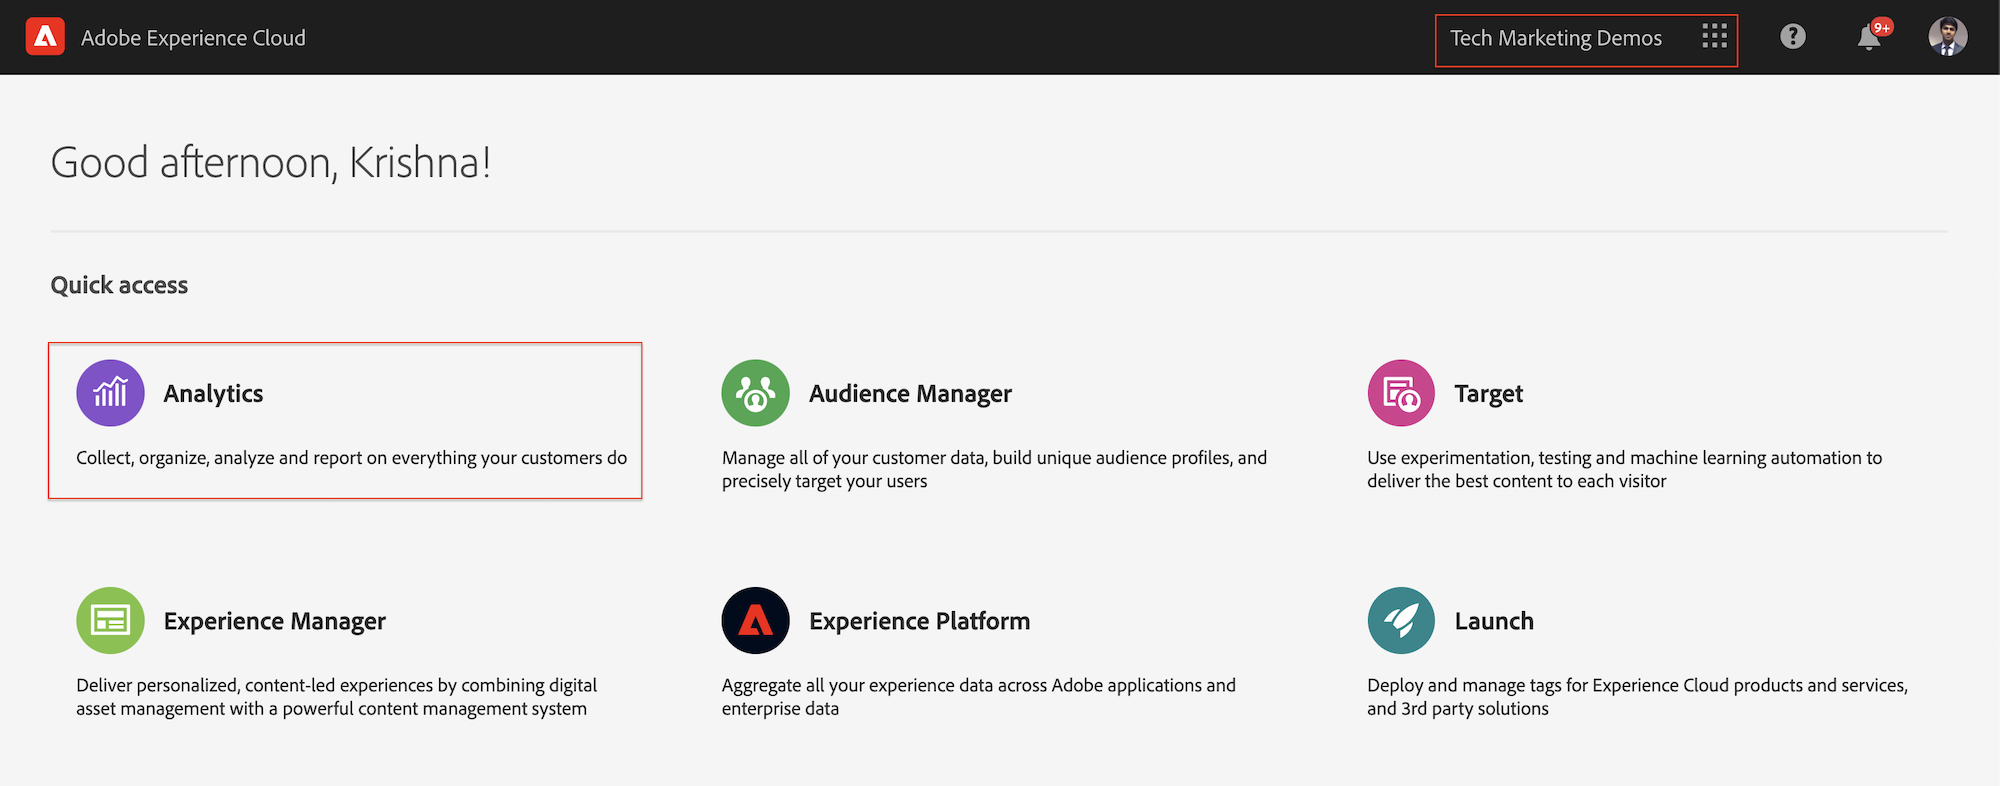 Adobe Experience Cloud
Tech Marketing Demos
9+
Good afternoon, Krishna!
Quick access
Analytics
Collect, organize, analyze and report on everything your customers do
Audience Manager
Manage all of your customer data, build unique audience profiles, and
precisely target your users
Target
Use experimentation, testing and machine learning automation to
deliver the best content to each visitor
Experience Manager
Deliver personalized, content-led experiences by combining digital
asset management with a powerful content management system
Experience Platform
Aggregate all your experience data across Adobe applications and
enterprise data
Launch
Deploy and manage tags for Experience Cloud products and services,
and 3rd party solutions